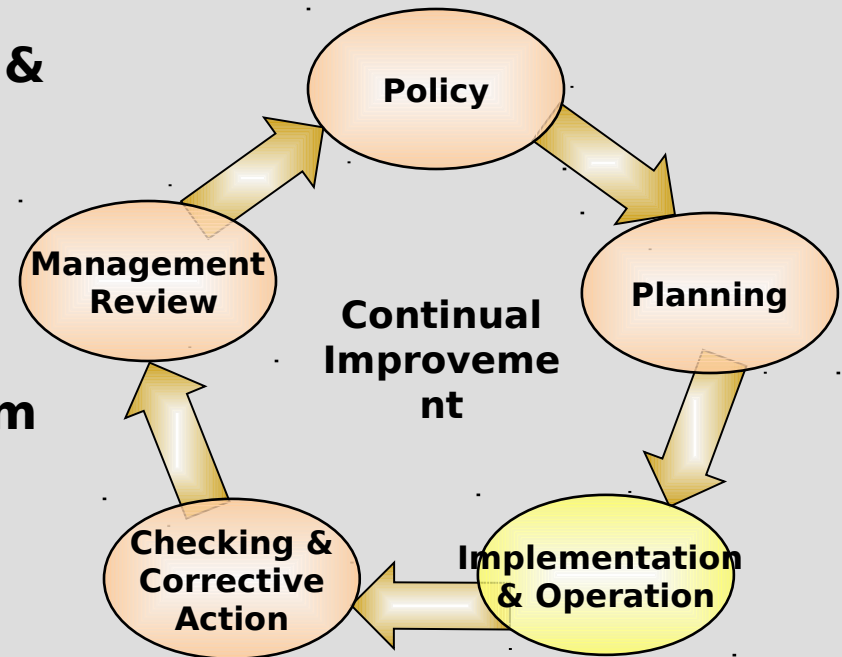 &
Policy
Management
Review
Planning
Continual
Improveme
nt
m
Checking &
Corrective
Action
Implementation
& Operation